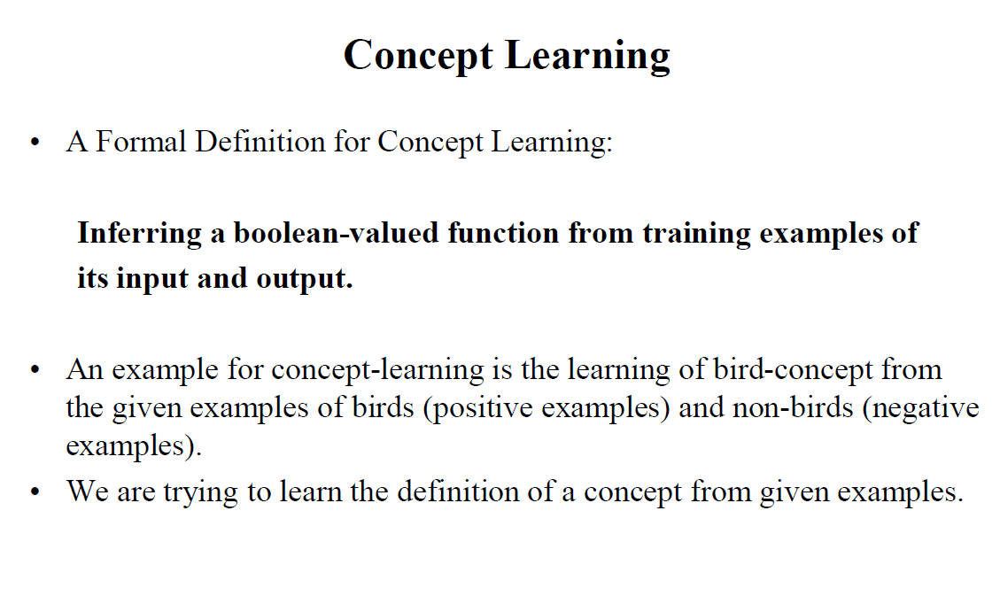 Concept Learning
• A Formal Definition for Concept Learning:
Inferring a boolean-valued function from training examples of
its input and output.
• An example for concept-learning is the learning of bird-concept from
the given examples of birds (positive examples) and non-birds (negative
examples).
• We are trying to learn the definition of a concept from given examples.